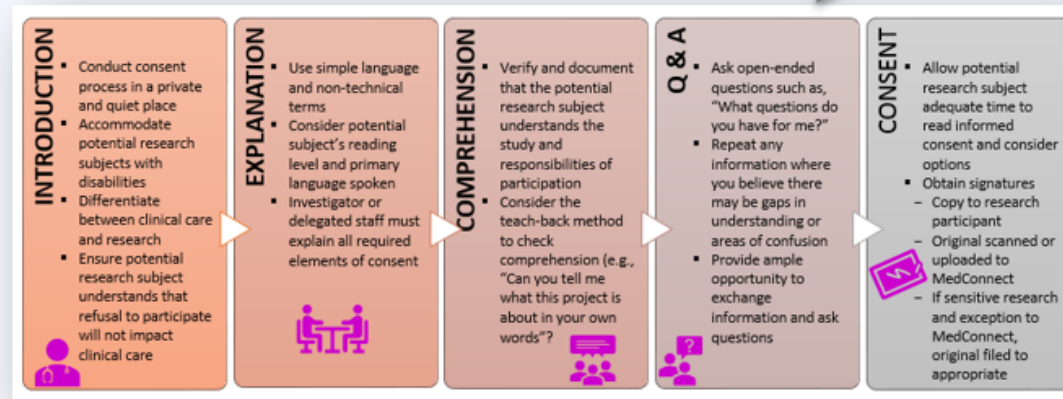 INTRODUCTION
▪ Conduct consent
process in a private
and quiet place
▪ Accommodate
potential research
subjects with
disabilities
▪ Differentiate
between clinical care
and research
▪ Ensure potential
research subject
understands that
refusal to participate
will not impact
clinical care
EXPLANATION
▪ Use simple language
and non-technical
terms
▪ Consider potential
subject's reading
level and primary
language spoken
▪ Investigator or
delegated staff must
explain all required
elements of consent
COMPREHENSION
▪ Verify and document
that the potential
research subject
understands the
study and
responsibilities of
participation
▪ Consider the
teach-back method
to check
comprehension (e.g.,
“Can you tell me
what this project is
about in your own
words”?
Q & A
▪ Ask open-ended
questions such as,
“What questions do
you have for me?”
▪ Repeat any
information where
you believe there
may be gaps in
understanding or
areas of confusion
▪ Provide ample
opportunity to
exchange
information and ask
questions
?
CONSENT
▪ Allow potential
research subject
adequate time to
read informed
consent and consider
options
▪ Obtain signatures
– Copy to research
participant
– Original scanned or
uploaded to
MedConnect
– If sensitive research
and exception to
MedConnect,
original filed to
appropriate